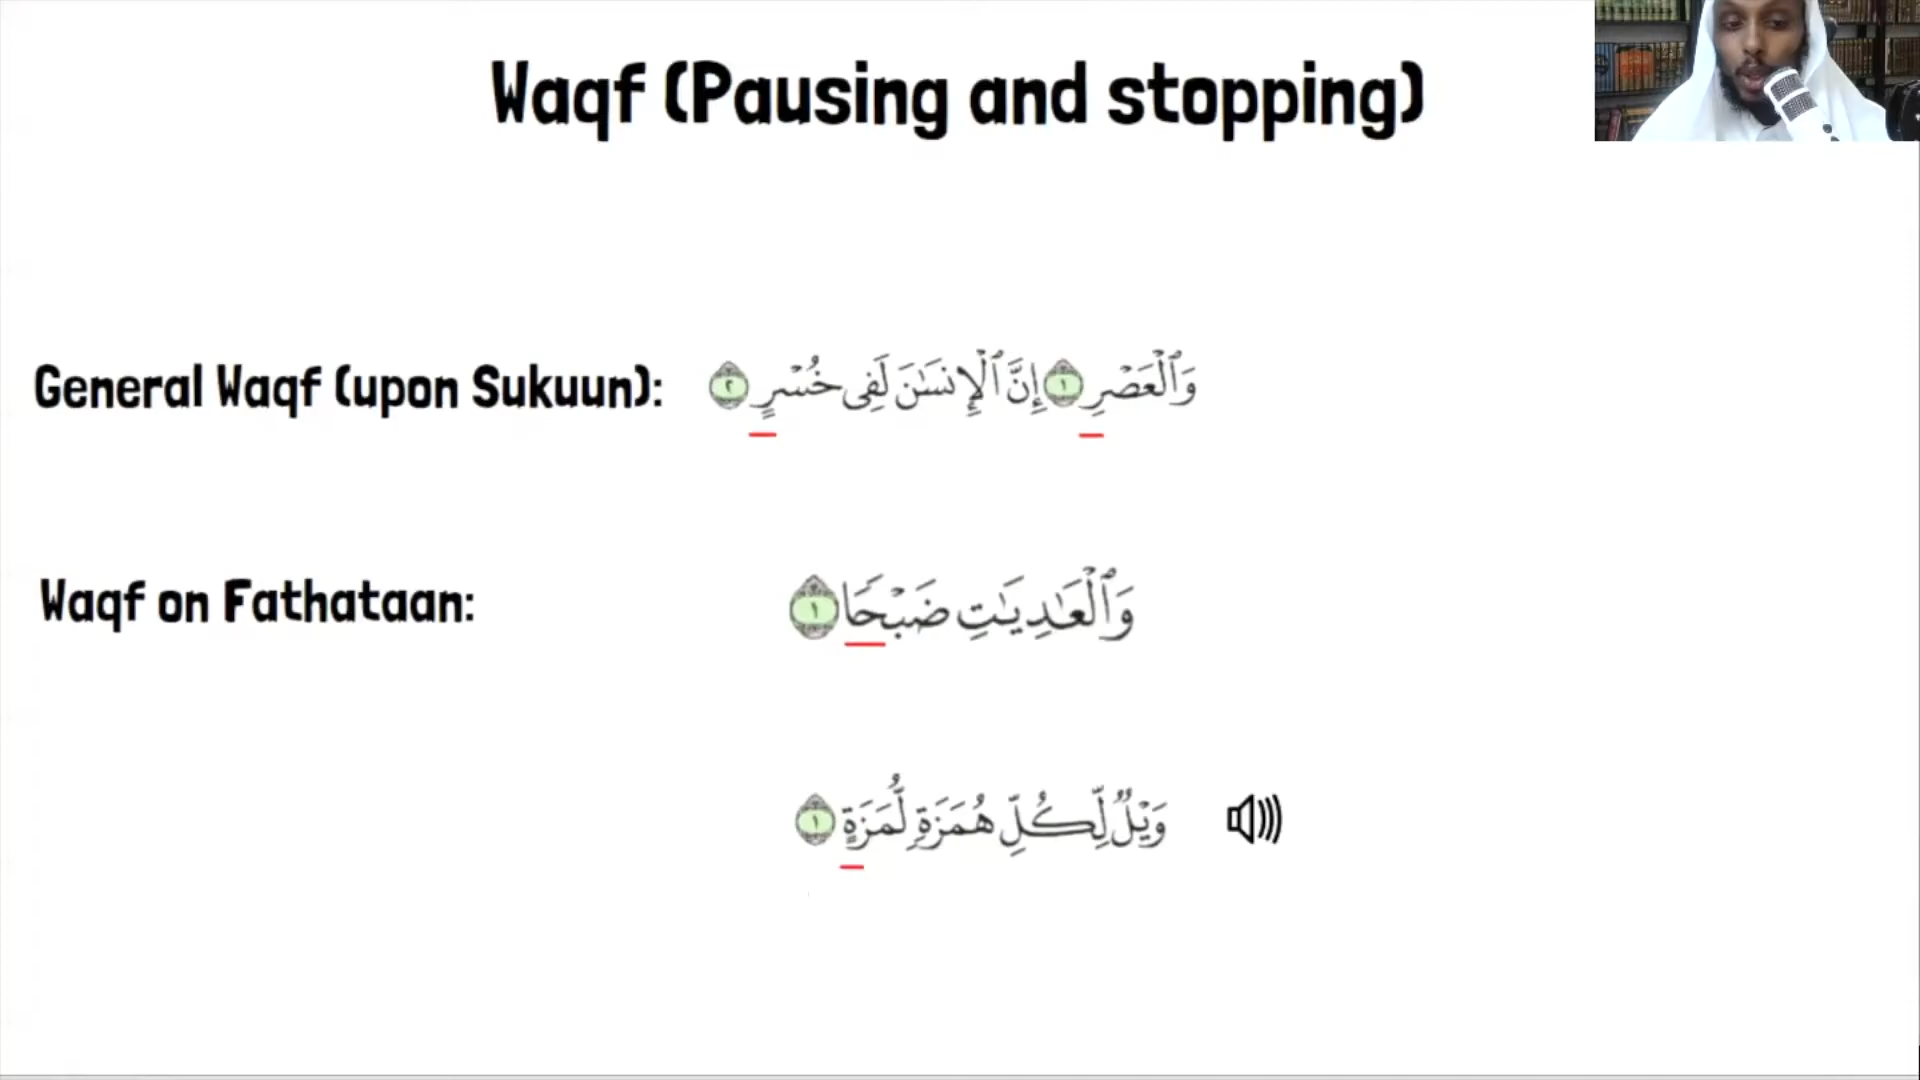 Waqf (Pausing and stopping)
General Waqf (upon Sukuun): وَٱلْعَصْرِ ١ إِنَّ ٱلْإِنسَـٰنَ لَفِى خُسْرٍ ٢
Waqf on Fathataan: وَٱلْعَـٰدِيَـٰتِ ضَبْحًا ١
وَيْلٌ لِّكُلِّ هُمَزَةٍ لُّمَزَةٍ ١